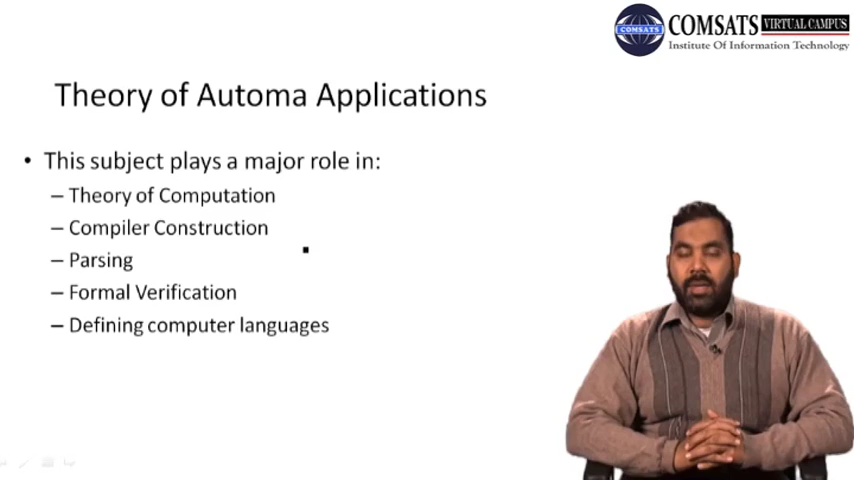 COMSATS
COMSATS VIRTUAL CAMPUS
Institute Of Information Technology
Theory of Automa Applications
• This subject plays a major role in:
– Theory of Computation
– Compiler Construction
– Parsing
– Formal Verification
– Defining computer languages